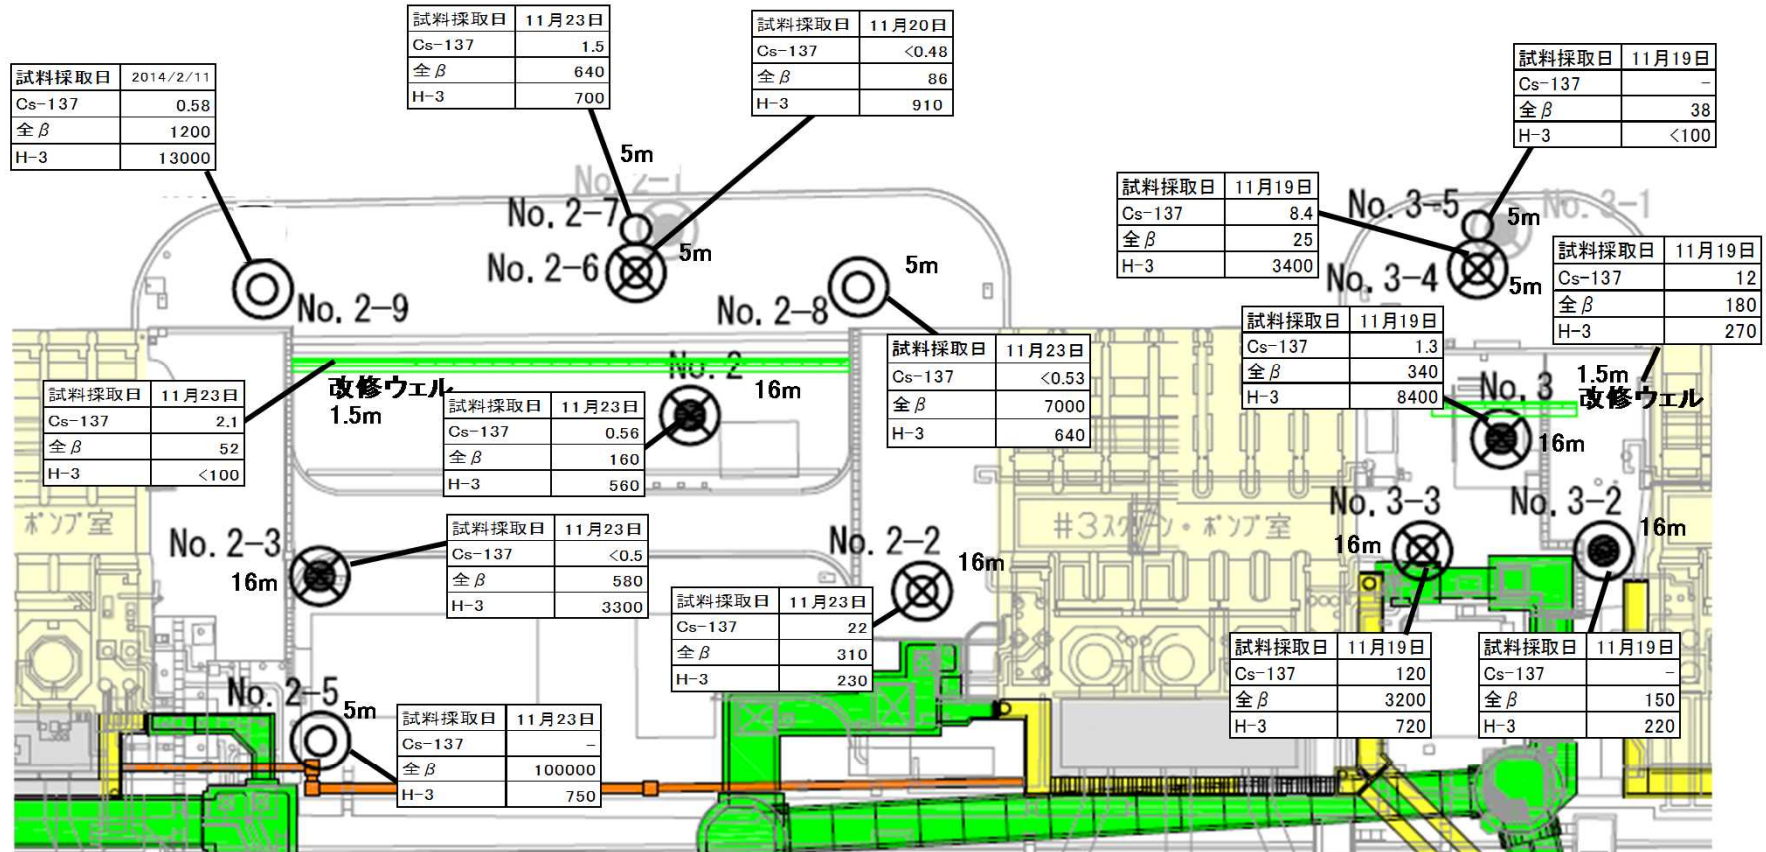 試料採取日 11月23日
Cs-137 1.5
全β 640
H-3 700
試料採取日 11月20日
Cs-137 <0.48
全β 86
H-3 910
試料採取日 11月19日
Cs-137 -
全β 38
H-3 <100
試料採取日 2014/2/11
Cs-137 0.58
全β 1200
H-3 13000
5m
No. 2-1
No. 2-7
No. 2-6
5m
No. 2-9
No. 2-8
5m
試料採取日 11月19日
Cs-137 8.4
全β 25
H-3 3400
No. 3-5
5m
No. 3-1
No. 3-4
5m
試料採取日 11月19日
Cs-137 12
全β 180
H-3 270
試料採取日 11月19日
Cs-137 1.3
全β 340
H-3 8400
試料採取日 11月23日
Cs-137 <0.53
全β 7000
H-3 640
試料採取日 11月23日
Cs-137 2.1
全β 52
H-3 <100
改修ウェル
1.5m
No. 2
16m
試料採取日 11月23日
Cs-137 0.56
全β 160
H-3 560
No. 3
16m
1.5m
改修ウェル
ポンプ室
#3スクリーン・ポンプ室
No. 2-3
16m
試料採取日 11月23日
Cs-137 <0.5
全β 580
H-3 3300
No. 2-2
16m
試料採取日 11月23日
Cs-137 22
全β 310
H-3 230
No. 3-3
16m
No. 3-2
16m
試料採取日 11月19日
Cs-137 120
全β 3200
H-3 720
試料採取日 11月19日
Cs-137 -
全β 150
H-3 220
No. 2-5
5m
試料採取日 11月23日
Cs-137 -
全β 100000
H-3 750